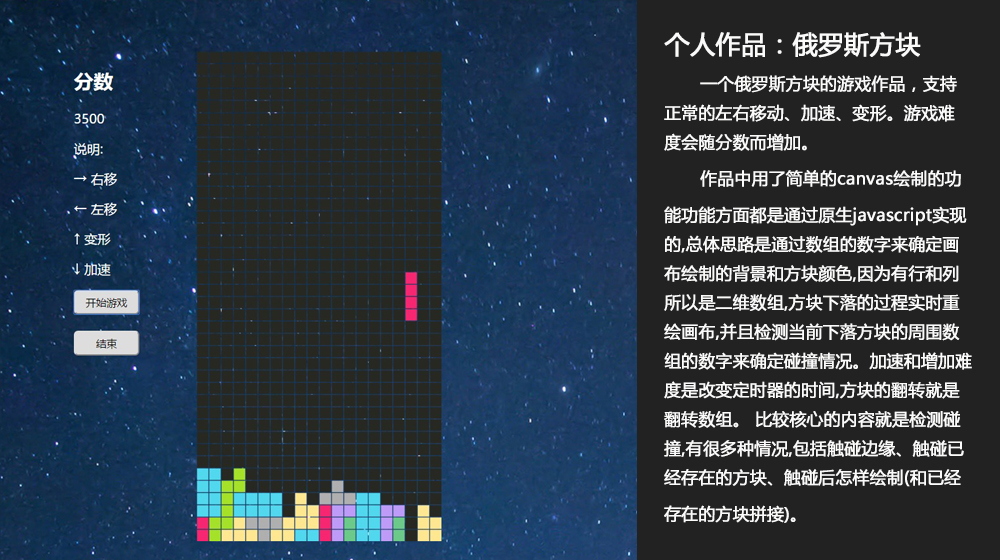 分数
3500
说明:
→ 右移
← 左移
↑ 变形
↓ 加速
开始游戏
结束
个人作品：俄罗斯方块
一个俄罗斯方块的游戏作品，支持
正常的左右移动、加速、变形。游戏难
度会随分数而增加。
作品中用了简单的canvas绘制的功
能功能方面都是通过原生javascript实现
的,总体思路是通过数组的数字来确定画
布绘制的背景和方块颜色,因为有行和列
所以是二维数组,方块下落的过程实时重
绘画布,并且检测当前下落方块的周围数
组的数字来确定碰撞情况。加速和增加难
度是改变定时器的时间,方块的翻转就是
翻转数组。 比较核心的内容就是检测碰
撞,有很多种情况,包括触碰边缘、触碰已
经存在的方块、触碰后怎样绘制(和已经
存在的方块拼接)。